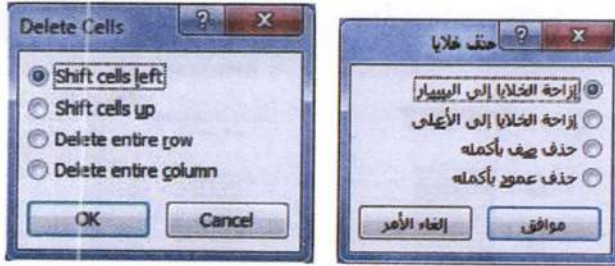 Delete Cells
Shift cells left
Shift cells up
Delete entire row
Delete entire column
OK
Cancel
حذف خلايا
إزاحة الخلايا إلى اليسار
إزاحة الخلايا إلى الأعلى
حذف صف بأكمله
حذف عمود بأكمله
موافق
إلغاء الأمر